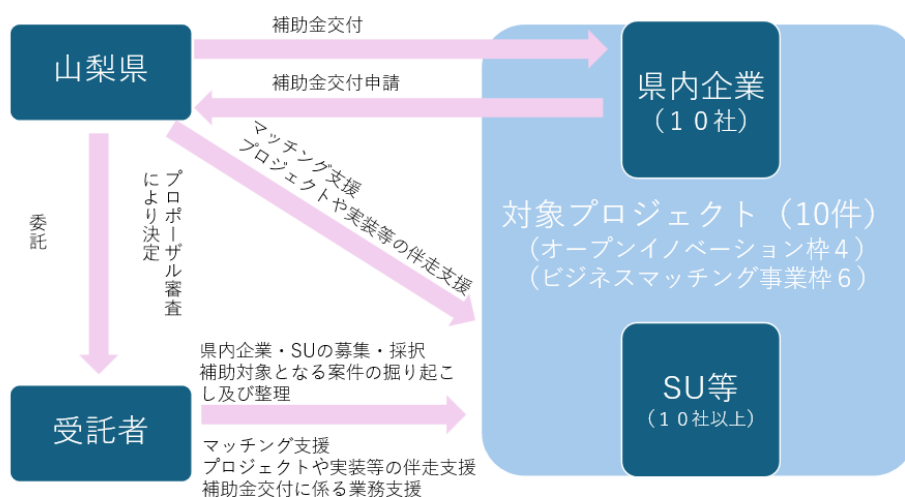 山梨県
補助金交付
補助金交付申請
県内企業
（１０社）
マッチング支援
プロジェクトや実装等の伴走支援
委託
プロポーザル審査
により決定
対象プロジェクト（10件）
（オープンイノベーション枠４）
（ビジネスマッチング事業枠６）
県内企業・SUの募集・採択
補助対象となる案件の掘り起こ
し及び整理
受託者
マッチング支援
プロジェクトや実装等の伴走支援
補助金交付に係る業務支援
SU等
（１０社以上）